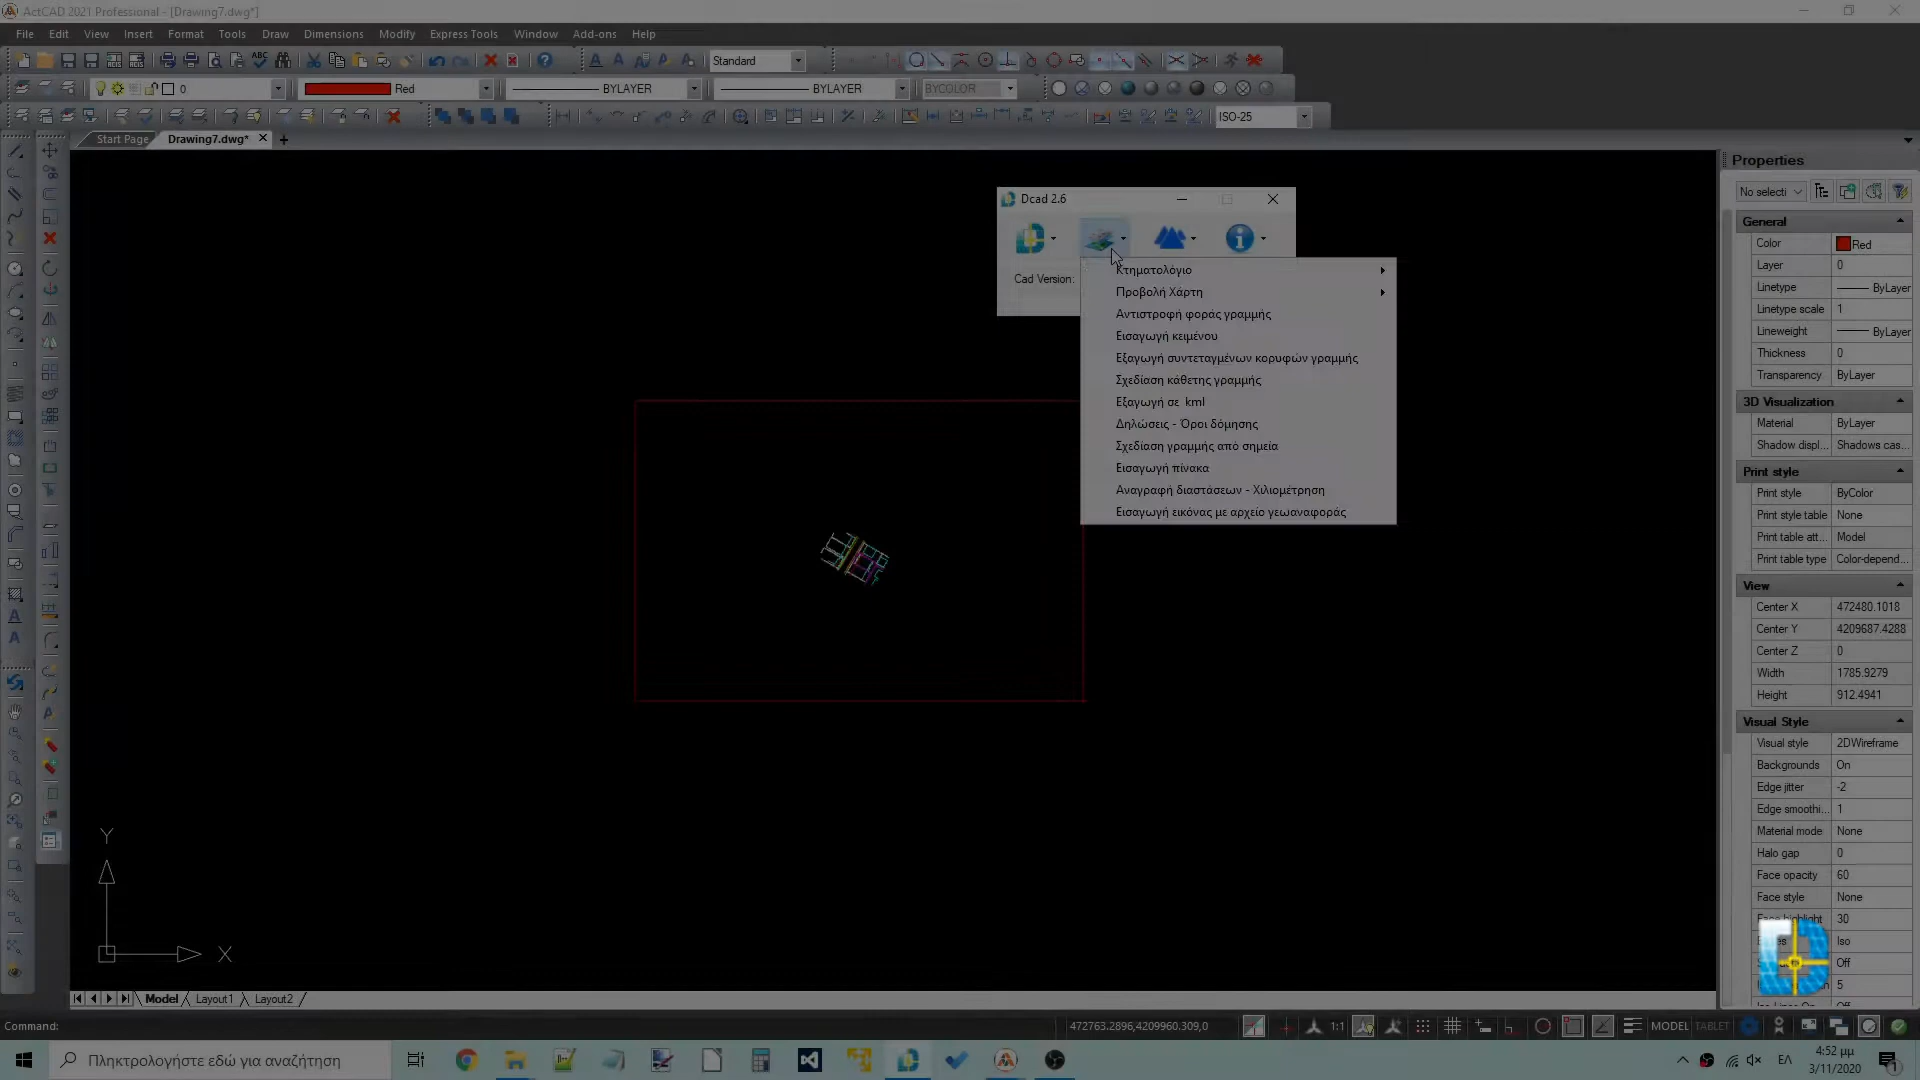 ActCAD 2021 Professional - [Drawing7.dwg*]
File Edit View Insert Format Tools Draw Dimensions Modify Express Tools Window Add-ons Help
Standard
0 Red BYLAYER BYLAYER BYCOLOR
ISO-25
Start Page Drawing7.dwg*
Dcad 2.6
Cad Version:
Κτηματολόγιο
Προβολή Χάρτη
Αντιστροφή φοράς γραμμής
Εισαγωγή κειμένου
Εξαγωγή συντεταγμένων κορυφών γραμμής
Σχεδίαση κάθετης γραμμής
Εξαγωγή σε kml
Δηλώσεις - Όροι δόμησης
Σχεδίαση γραμμής από σημεία
Εισαγωγή πίνακα
Αναγραφή διαστάσεων - Χιλιομέτρηση
Εισαγωγή εικόνας με αρχείο γεωαναφοράς
Properties
No selecti
General
Color Red
Layer 0
Linetype ByLayer
Linetype scale 1
Lineweight ByLayer
Thickness 0
Transparency ByLayer
3D Visualization
Material ByLayer
Shadow displ... Shadows cas...
Print style
Print style ByColor
Print style table None
Print table att... Model
Print table type Color-depend...
View
Center X 472480.1018
Center Y 4209687.4288
Center Z 0
Width 1785.9279
Height 912.4941
Visual Style
Visual style 2DWireframe
Backgrounds On
Edge jitter -2
Edge smoothi... 1
Material mode None
Halo gap 0
Face opacity 60
Face style None
30
Iso
Off
5
Y
X
Model Layout1 Layout2
Command:
472763.2896,4209960.309,0
1:1
MODEL TABLET
Πληκτρολογήστε εδώ για αναζήτηση
ΕΛ
4:52 μμ
3/11/2020